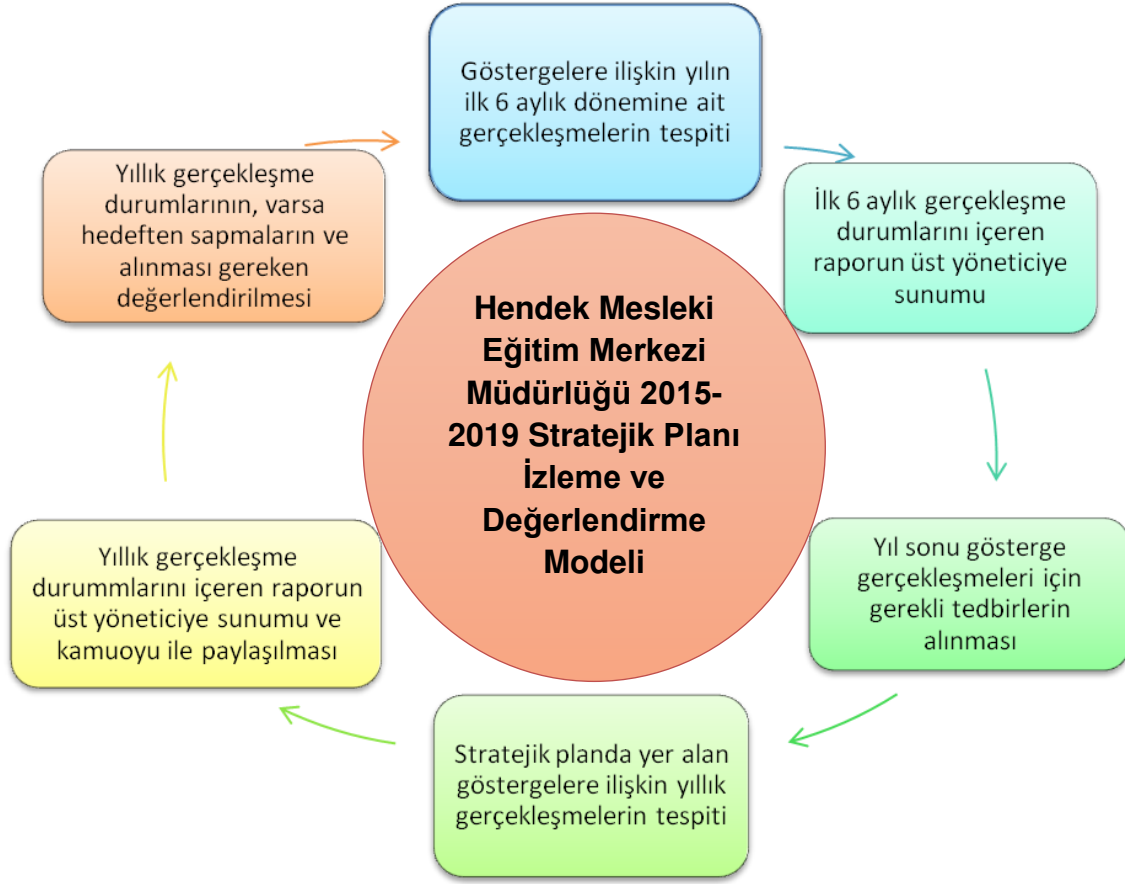 Göstergelere ilişkin yılın
ilk 6 aylık dönemine ait
gerçekleşmelerin tespiti
İlk 6 aylık gerçekleşme
durumlarını içeren
raporun üst yöneticiye
sunumu
Yıl sonu gösterge
gerçekleşmeleri için
gerekli tedbirlerin
alınması
Stratejik planda yer alan
göstergelere ilişkin yıllık
gerçekleşmelerin tespiti
Yıllık gerçekleşme
durummlarını içeren raporun
üst yöneticiye sunumu ve
kamuoyu ile paylaşılması
Yıllık gerçekleşme
durumlarının, varsa
hedeften sapmaların ve
alınması gereken
değerlendirilmesi
Hendek Mesleki
Eğitim Merkezi
Müdürlüğü 2015-
2019 Stratejik Planı
İzleme ve
Değerlendirme
Modeli